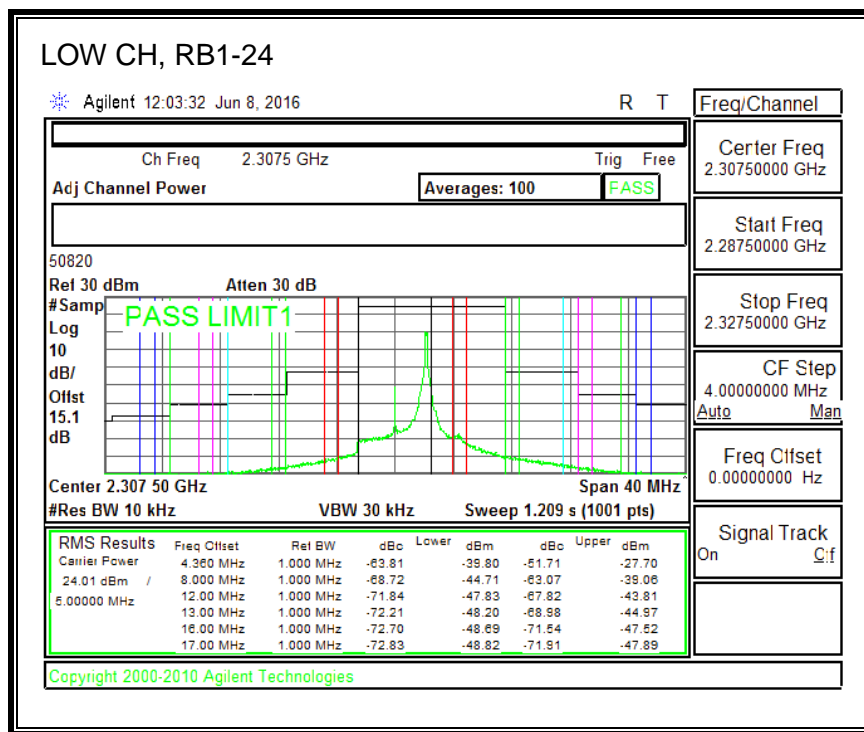 LOW CH, RB1-24
Agilent 12:03:32 Jun 8, 2016 R T
Freq/Channel
Ch Freq 2.3075 GHz Trig Free
Adj Channel Power Averages: 100 PASS
Center Freq
2.30750000 GHz
Start Freq
2.28750000 GHz
Stop Freq
2.32750000 GHz
CF Step
4.00000000 MHz
Auto Man
Freq Offset
0.00000000 Hz
Signal Track
On Off
50820
Ref 30 dBm Atten 30 dB
#Samp
Log
10
dB/
Offst
15.1
dB
PASS LIMIT1
Center 2.307 50 GHz Span 40 MHz
#Res BW 10 kHz VBW 30 kHz Sweep 1.209 s (1001 pts)
RMS Results Freq Offset Ref BW dBc Lower dBm dBc Upper dBm
Carrier Power 4.360 MHz 1.000 MHz -63.81 -39.80 -51.71 -27.70
24.01 dBm / 8.000 MHz 1.000 MHz -68.72 -44.71 -63.07 -39.06
5.00000 MHz 12.00 MHz 1.000 MHz -71.84 -47.83 -67.82 -43.81
13.00 MHz 1.000 MHz -72.21 -48.20 -68.98 -44.97
16.00 MHz 1.000 MHz -72.70 -48.69 -71.54 -47.52
17.00 MHz 1.000 MHz -72.83 -48.82 -71.91 -47.89
Copyright 2000-2010 Agilent Technologies